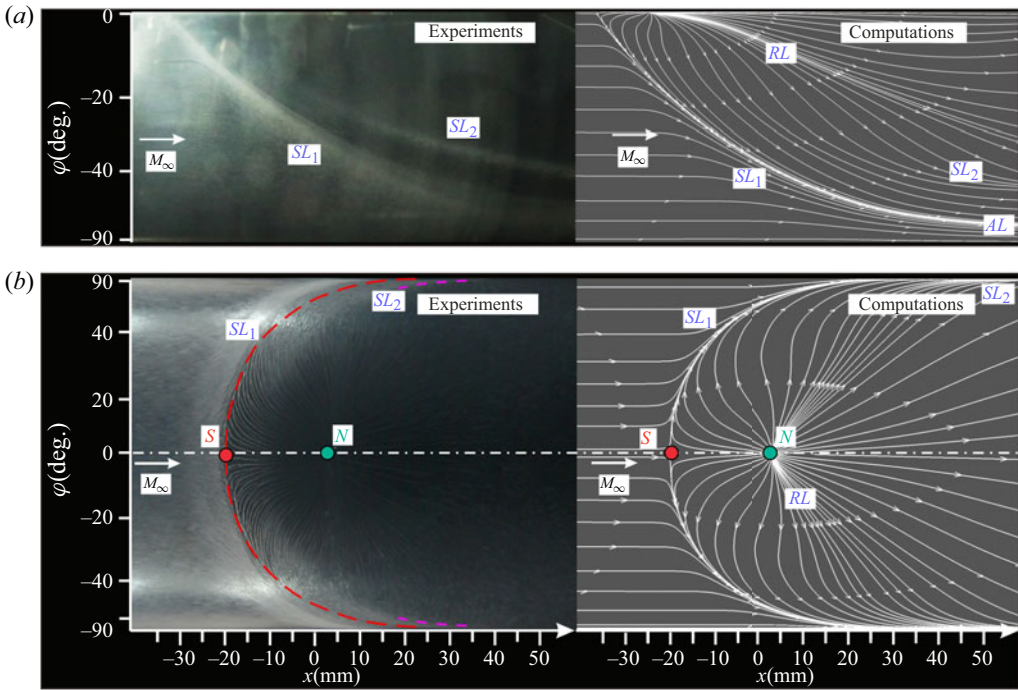 (a)
φ(deg.)
0
–20
–40
–90
M∞
SL1
SL2
Experiments
Computations
RL
M∞
SL1
SL2
AL
(b)
φ(deg.)
90
40
20
0
–20
–40
–90
SL1
SL2
Experiments
S
N
M∞
Computations
SL1
SL2
S
N
M∞
RL
–30 –20 –10 0 10 20 30 40 50
x(mm)
–30 –20 –10 0 10 20 30 40 50 60
x(mm)